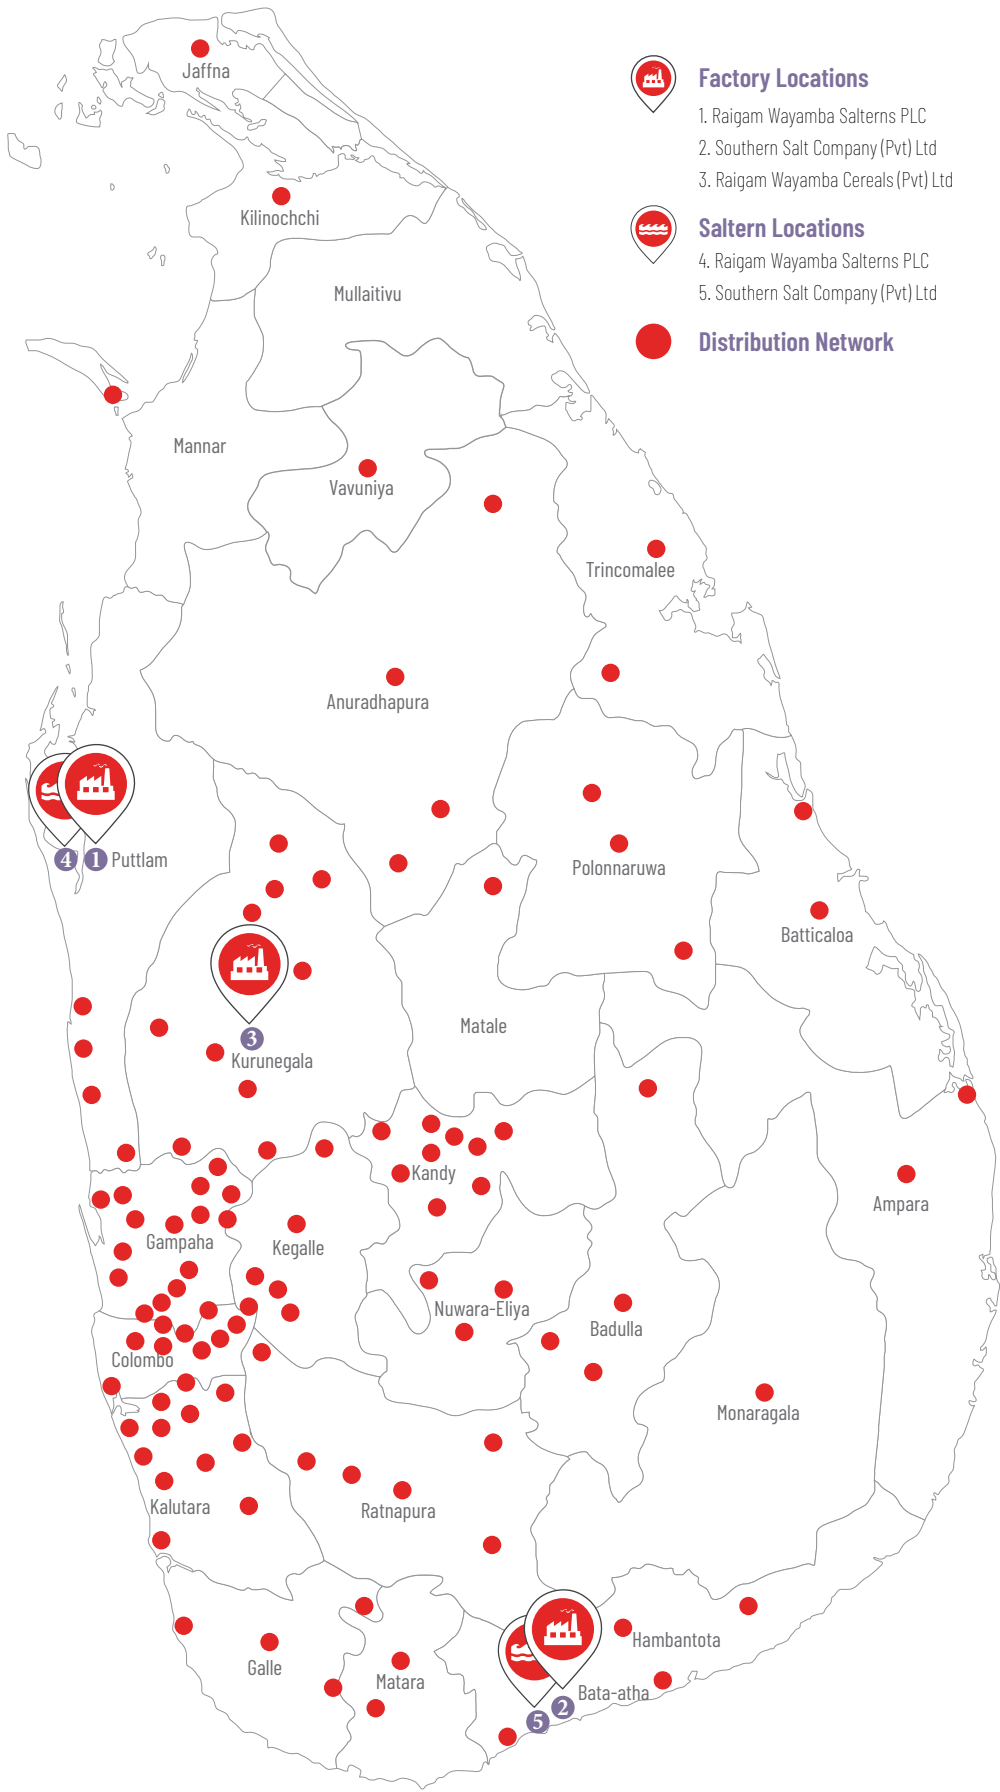 Jaffna
Factory Locations
1. Raigam Wayamba Salterns PLC
2. Southern Salt Company (Pvt) Ltd
3. Raigam Wayamba Cereals (Pvt) Ltd
Saltern Locations
4. Raigam Wayamba Salterns PLC
5. Southern Salt Company (Pvt) Ltd
Distribution Network
Kilinochchi
Mullaitivu
Mannar
Vavuniya
Trincomalee
Anuradhapura
4 1 Puttlam
Polonnaruwa
Batticaloa
Matale
3
Kurunegala
Kandy
Ampara
Gampaha
Kegalle
Nuwara-Eliya
Badulla
Colombo
Monaragala
Kalutara
Ratnapura
Hambantota
Galle
Matara
Bata-atha
5 2